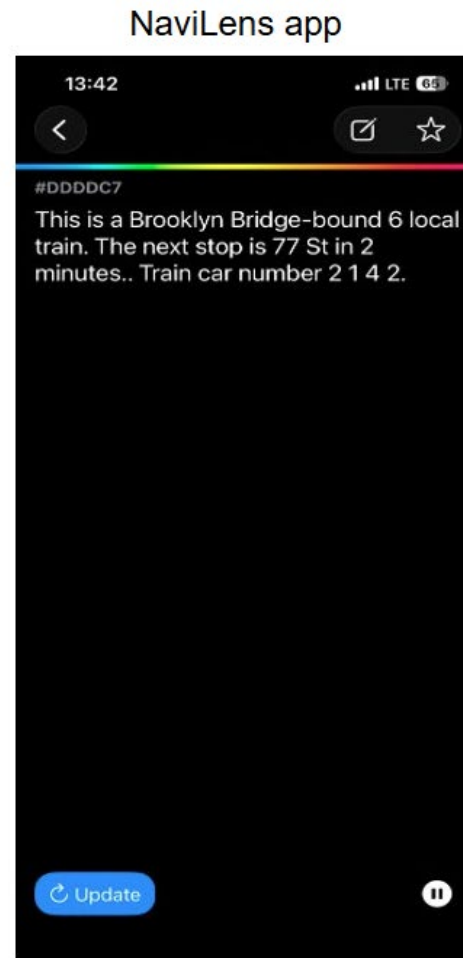 NaviLens app
13:42
LTE 65
#DDDDC7
This is a Brooklyn Bridge-bound 6 local
train. The next stop is 77 St in 2
minutes.. Train car number 2 1 4 2.
Update